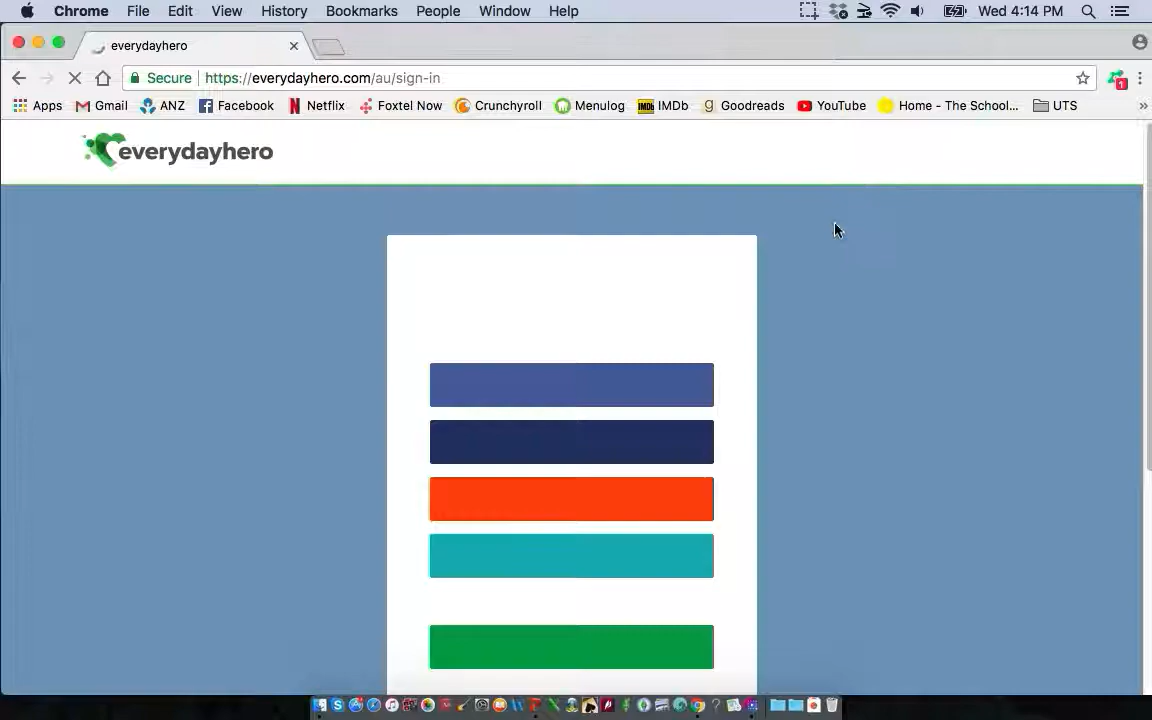 Chrome File Edit View History Bookmarks People Window Help Wed 4:14 PM
everydayhero
Secure https://everydayhero.com/au/sign-in
Apps Gmail ANZ Facebook Netflix Foxtel Now Crunchyroll Menulog IMDb IMDb Goodreads YouTube Home - The School... UTS »
everydayhero